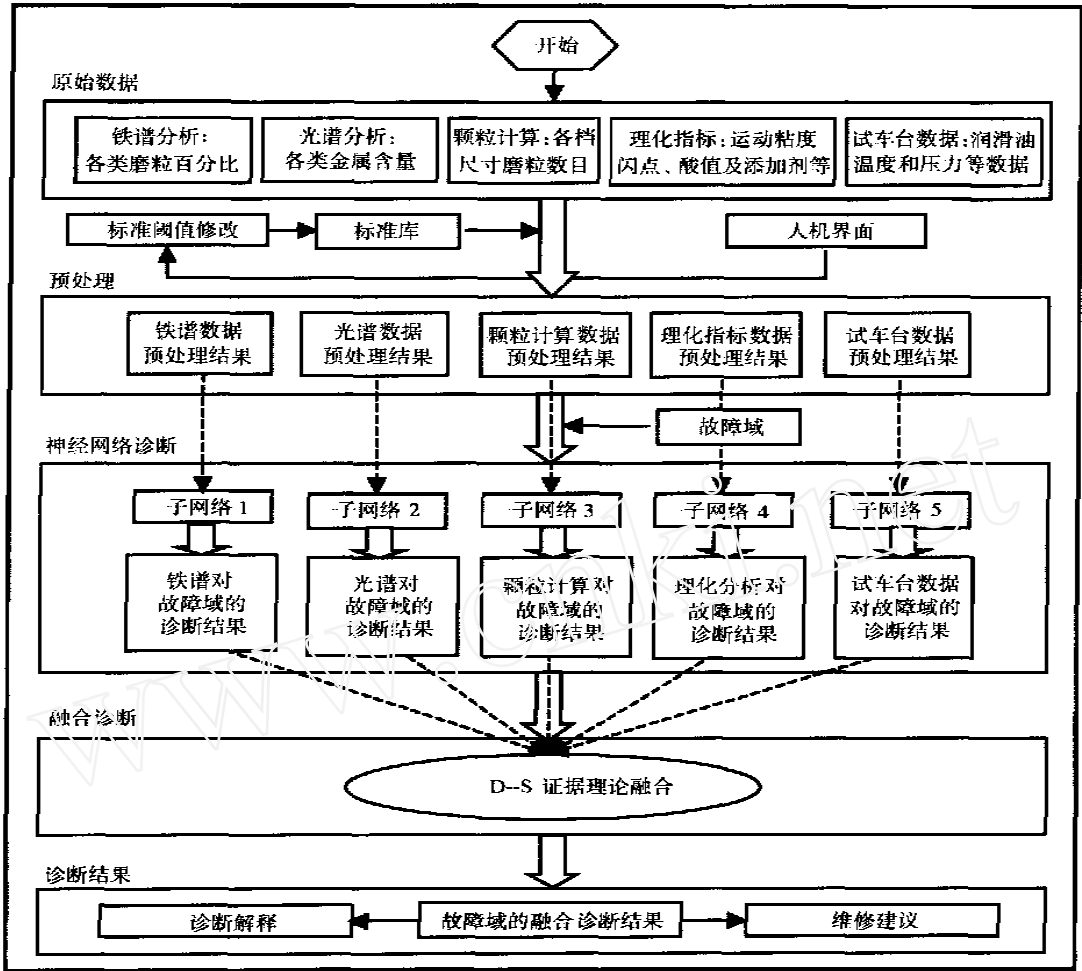 开始
原始数据
铁谱分析:
各类磨粒百分比
光谱分析:
各类金属含量
颗粒计算:各档
尺寸磨粒数目
理化指标:运动粘度
闪点、酸值及添加剂等
试车台数据:润滑油
温度和压力等数据
标准阈值修改
标准库
人机界面
预处理
铁谱数据
预处理结果
光谱数据
预处理结果
颗粒计算数据
预处理结果
理化指标数据
预处理结果
试车台数据
预处理结果
故障域
神经网络诊断
子网络 1
子网络 2
子网络 3
子网络 4
子网络 5
铁谱对
故障域的
诊断结果
光谱对
故障域的
诊断结果
颗粒计算对
故障域的
诊断结果
理化分析对
故障域的
诊断结果
试车台数据
对故障域的
诊断结果
www.cnki.net
融合诊断
D--S 证据理论融合
诊断结果
诊断解释
故障域的融合诊断结果
维修建议